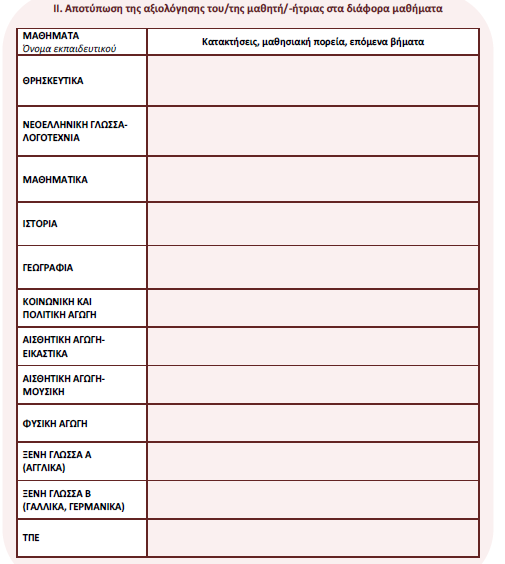 II. Αποτύπωση της αξιολόγησης του/της μαθητή/-ήτριας στα διάφορα μαθήματα
ΜΑΘΗΜΑΤΑ
Όνομα εκπαιδευτικού
Κατακτήσεις, μαθησιακή πορεία, επόμενα βήματα
ΘΡΗΣΚΕΥΤΙΚΑ
ΝΕΟΕΛΛΗΝΙΚΗ ΓΛΩΣΣΑ-
ΛΟΓΟΤΕΧΝΙΑ
ΜΑΘΗΜΑΤΙΚΑ
ΙΣΤΟΡΙΑ
ΓΕΩΓΡΑΦΙΑ
ΚΟΙΝΩΝΙΚΗ ΚΑΙ
ΠΟΛΙΤΙΚΗ ΑΓΩΓΗ
ΑΙΣΘΗΤΙΚΗ ΑΓΩΓΗ-
ΕΙΚΑΣΤΙΚΑ
ΑΙΣΘΗΤΙΚΗ ΑΓΩΓΗ-
ΜΟΥΣΙΚΗ
ΦΥΣΙΚΗ ΑΓΩΓΗ
ΞΕΝΗ ΓΛΩΣΣΑ Α
(ΑΓΓΛΙΚΑ)
ΞΕΝΗ ΓΛΩΣΣΑ Β
(ΓΑΛΛΙΚΑ, ΓΕΡΜΑΝΙΚΑ)
ΤΠΕ